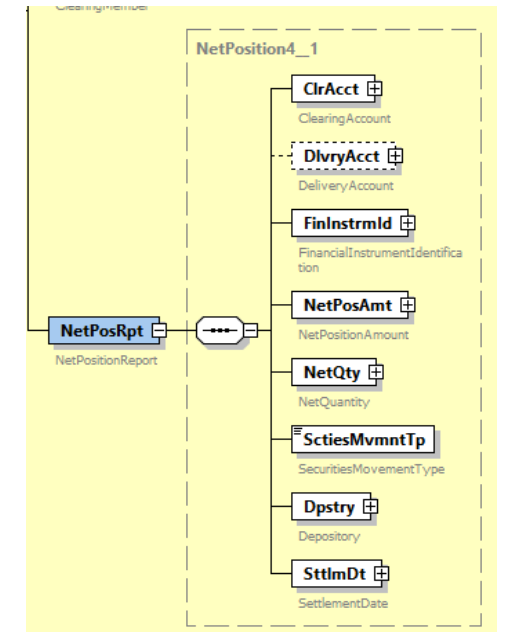 ClearingMember
NetPosition4__1
ClrAcct
ClearingAccount
DlvryAcct
DeliveryAccount
FinInstrmId
FinancialInstrumentIdentifica
tion
NetPosAmt
NetPositionAmount
NetPosRpt
NetPositionReport
NetQty
NetQuantity
SctiesMvmntTp
SecuritiesMovementType
Dpstry
Depository
SttlmDt
SettlementDate